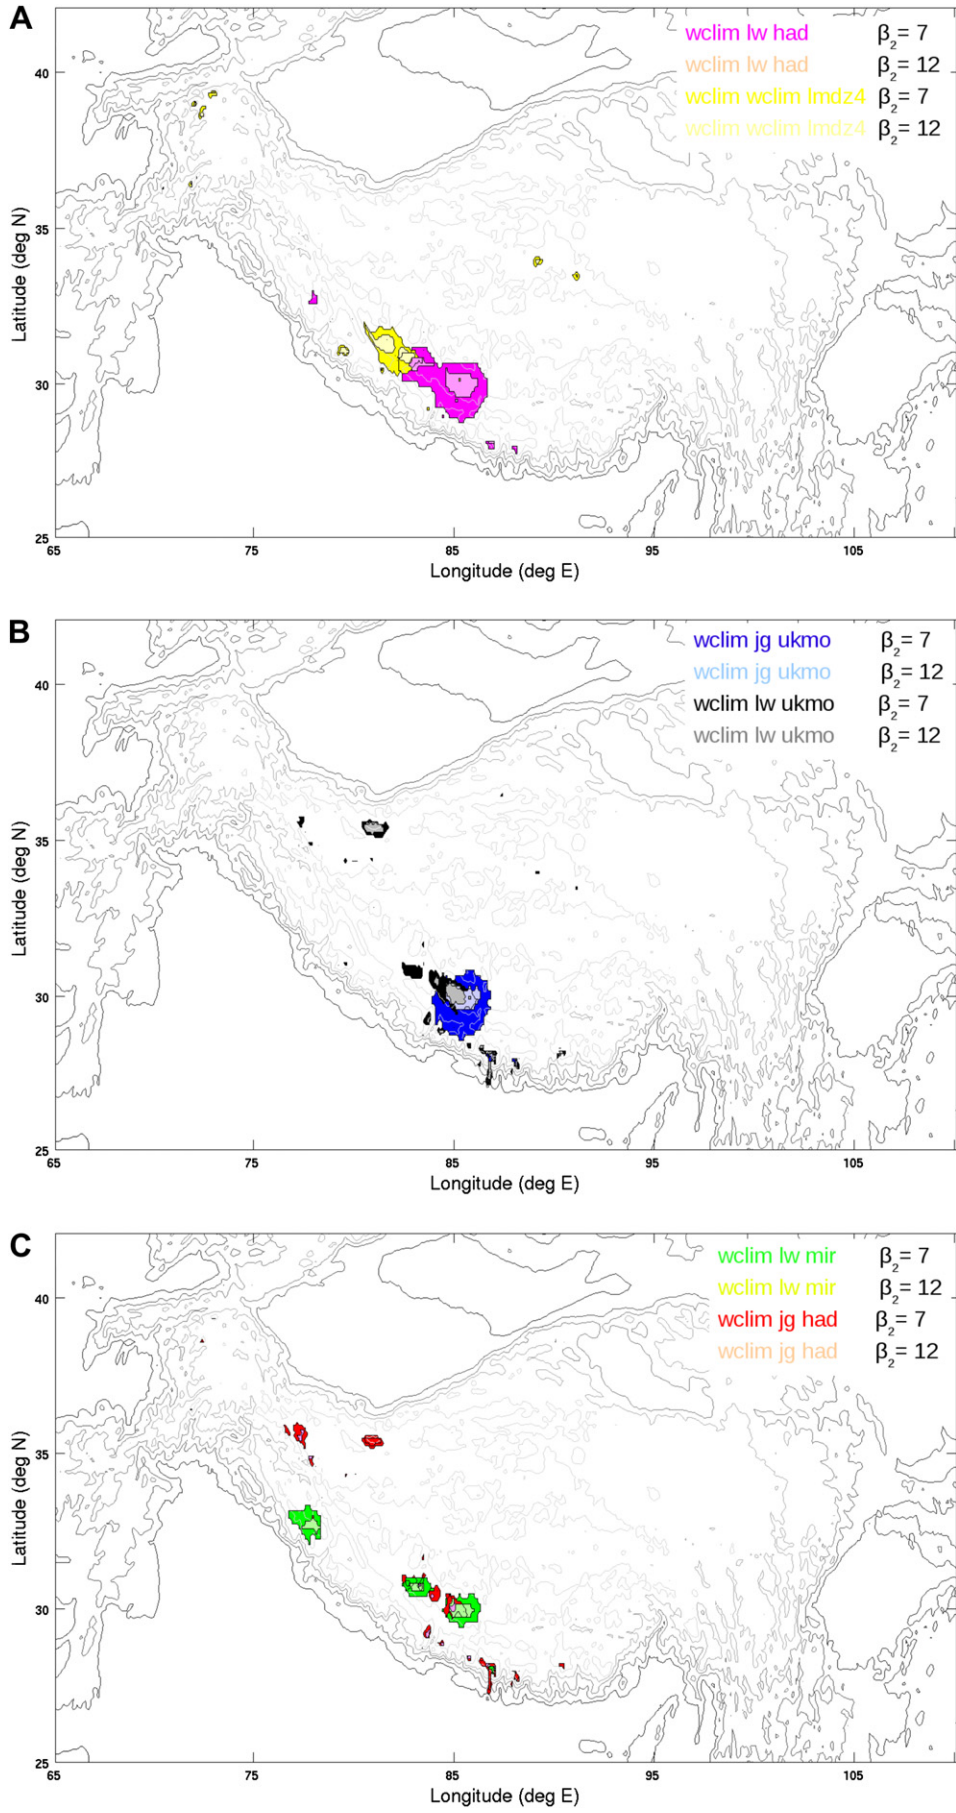 A
wclim lw had β₂= 7
wclim lw had β₂= 12
wclim wclim lmdz4 β₂= 7
wclim wclim lmdz4 β₂= 12
40
35
30
25
Latitude (deg N)
65 75 85 95 105
Longitude (deg E)
B
wclim jg ukmo β₂= 7
wclim jg ukmo β₂= 12
wclim lw ukmo β₂= 7
wclim lw ukmo β₂= 12
40
35
30
25
Latitude (deg N)
65 75 85 95 105
Longitude (deg E)
C
wclim lw mir β₂= 7
wclim lw mir β₂= 12
wclim jg had β₂= 7
wclim jg had β₂= 12
40
35
30
25
Latitude (deg N)
65 75 85 95 105
Longitude (deg E)